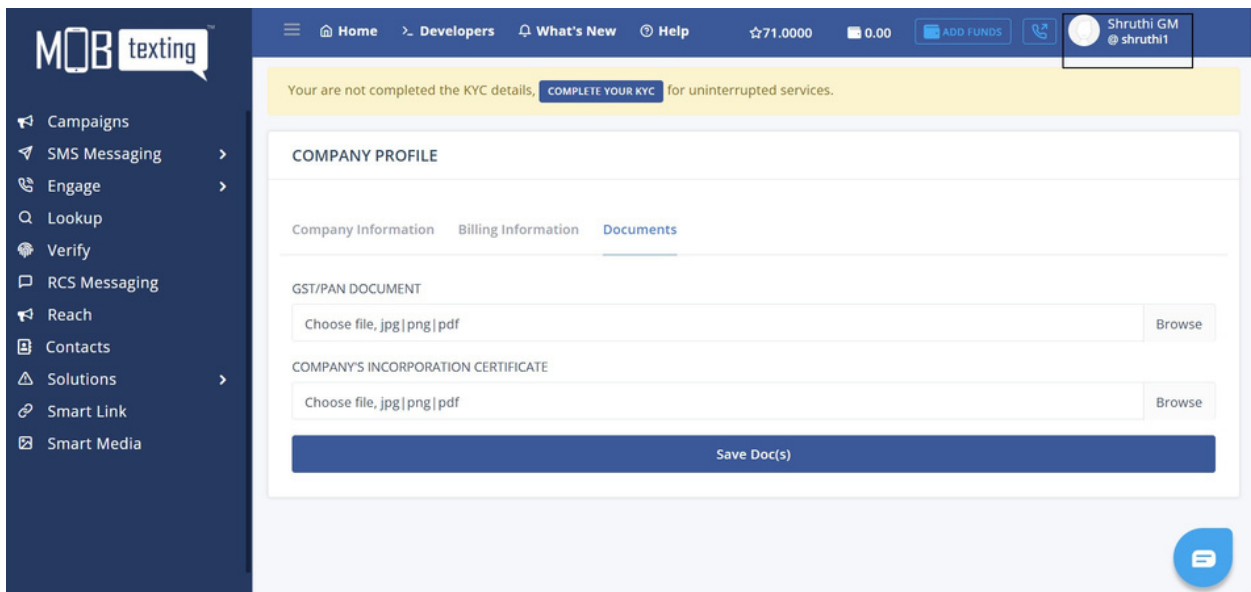 MOB texting™
Home Developers What's New Help 71.0000 0.00 ADD FUNDS Shruthi GM
@ shruthi1
Your are not completed the KYC details, COMPLETE YOUR KYC for uninterrupted services.
Campaigns
SMS Messaging
Engage
Lookup
Verify
RCS Messaging
Reach
Contacts
Solutions
Smart Link
Smart Media
COMPANY PROFILE
Company Information Billing Information Documents
GST/PAN DOCUMENT
Choose file, jpg|png|pdf Browse
COMPANY'S INCORPORATION CERTIFICATE
Choose file, jpg|png|pdf Browse
Save Doc(s)